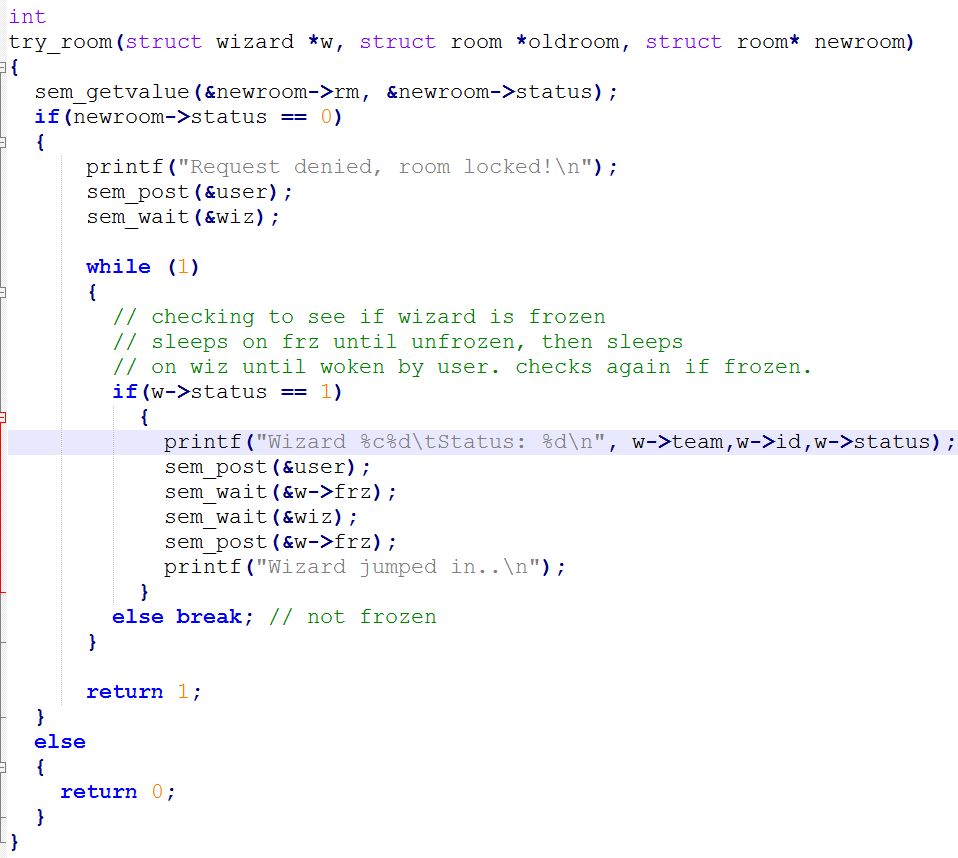 int
try_room(struct wizard *w, struct room *oldroom, struct room* newroom)
{
sem_getvalue(&newroom->rm, &newroom->status);
if(newroom->status == 0)
{
printf("Request denied, room locked!\n");
sem_post(&user);
sem_wait(&wiz);
while (1)
{
// checking to see if wizard is frozen
// sleeps on frz until unfrozen, then sleeps
// on wiz until woken by user. checks again if frozen.
if(w->status == 1)
{
printf("Wizard %c%d\tStatus: %d\n", w->team,w->id,w->status);
sem_post(&user);
sem_wait(&w->frz);
sem_wait(&wiz);
sem_post(&w->frz);
printf("Wizard jumped in..\n");
}
else break; // not frozen
}
return 1;
}
else
{
return 0;
}
}